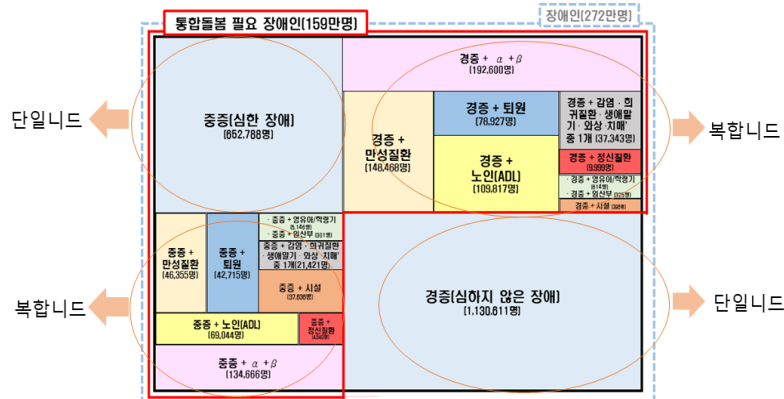 통합돌봄 필요 장애인(159만명)
장애인(272만명)
단일니드
복합니드
복합니드
단일니드
중증(심한 장애)
(652,788명)
경증 + α + β
(192,600명)
경증 +
만성질환
(148,468명)
경증 + 퇴원
(78,927명)
경증 +
노인(ADL)
(109,817명)
경증 + 감염 · 희
귀질환 · 생애말
기 · 와상 · 치매'
중 1개 (37,343명)
경증 + 정신질환
(9,999명)
· 경증 + 영유아/학령기
· 경증 + 임산부
경증 + 시설
중증 +
만성질환
(46,355명)
중증 +
퇴원
(42,715명)
· 중증 + 영유아/학령기
· 중증 + 임산부
중증 + 감염 · 희귀질환
· 생애말기 · 와상 · 치매'
중 1개(21,421명)
중증 + 시설
중증 + 노인(ADL)
(69,044명)
중증 +
정신질환
중증 + α + β
(134,666명)
경증(심하지 않은 장애)
(1,130,611명)